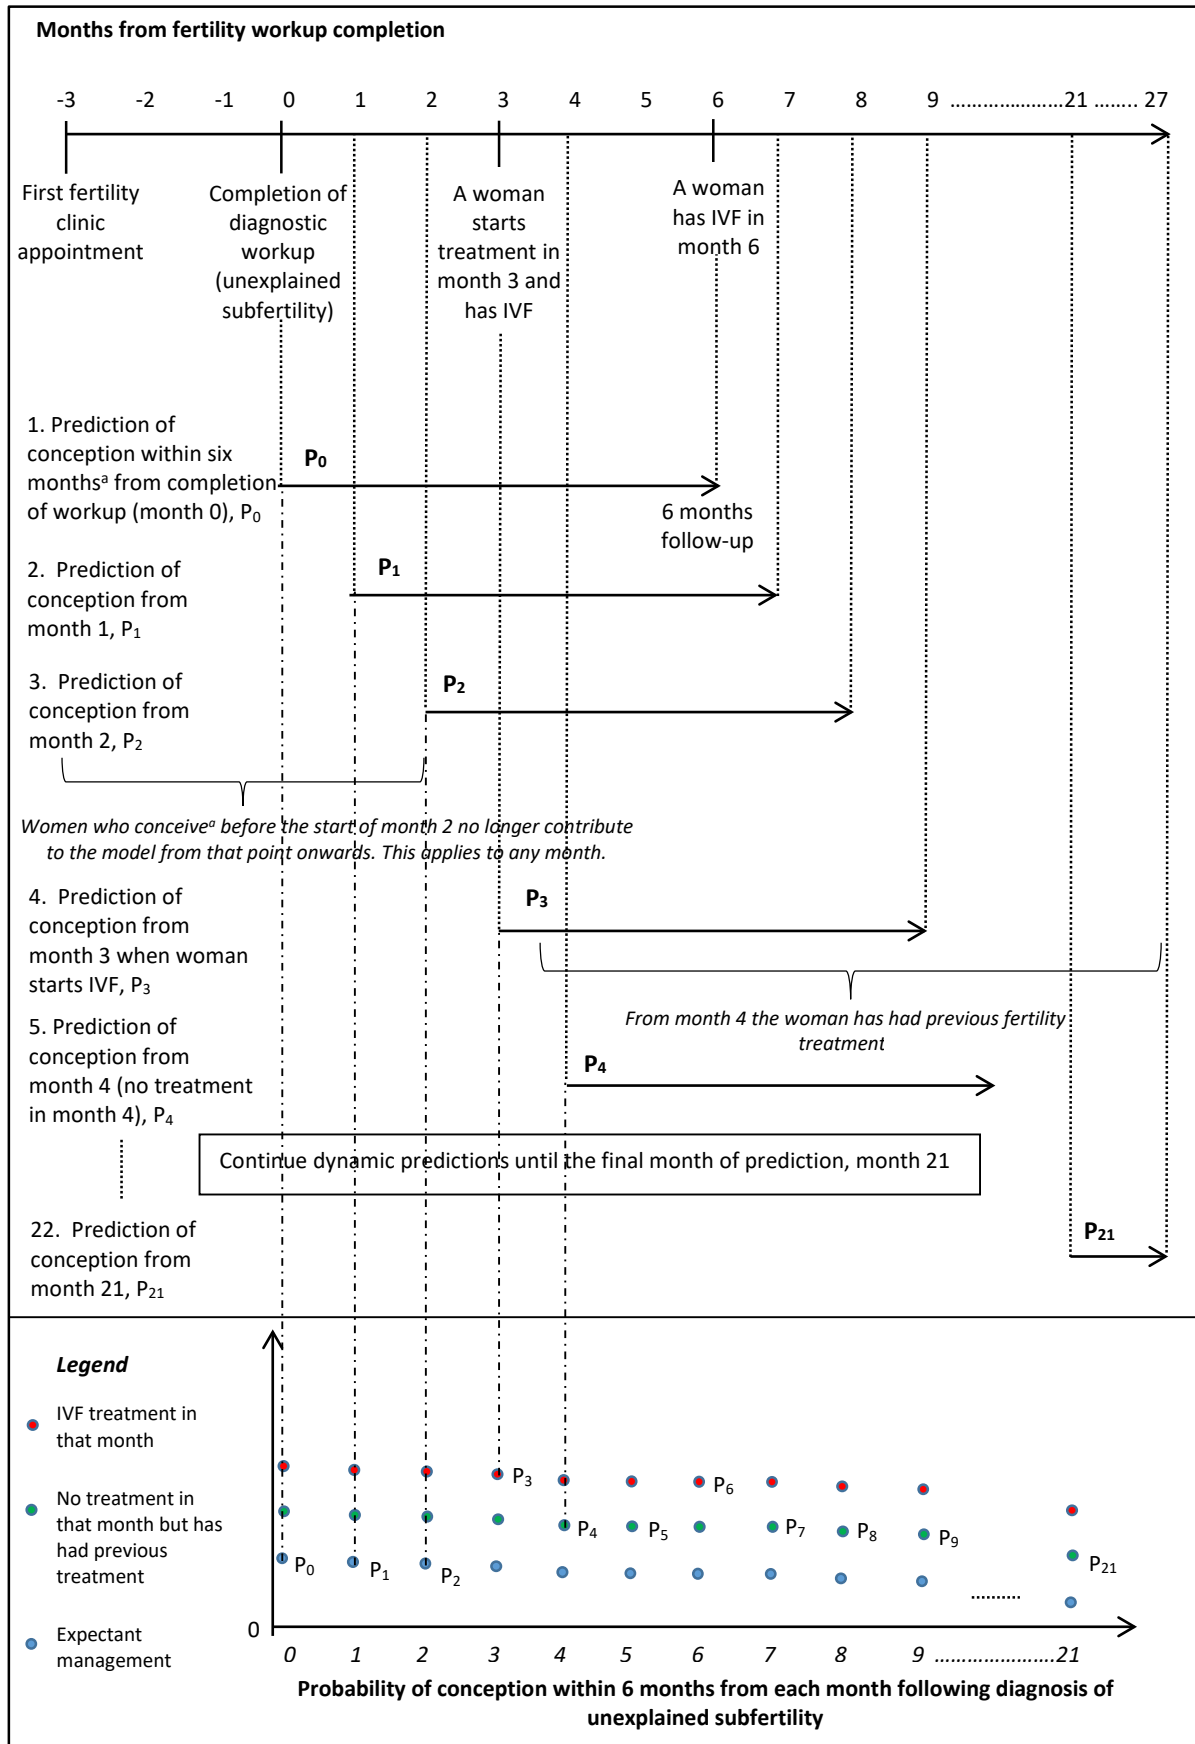 Months from fertility workup completion
-3 -2 -1 0 1 2 3 4 5 6 7 8 9 .......................21 ........ 27
First fertility
clinic
appointment
Completion of
diagnostic
workup
(unexplained
subfertility)
A woman
starts
treatment in
month 3 and
has IVF
A woman
has IVF in
month 6
1. Prediction of
conception within six
monthsᵃ from completion
of workup (month 0), P₀
P₀
6 months
follow-up
2. Prediction of
conception from
month 1, P₁
P₁
3. Prediction of
conception from
month 2, P₂
P₂
Women who conceiveᵃ before the start of month 2 no longer contribute
to the model from that point onwards. This applies to any month.
4. Prediction of
conception from
month 3 when woman
starts IVF, P₃
P₃
From month 4 the woman has had previous fertility
treatment
5. Prediction of
conception from
month 4 (no treatment
in month 4), P₄
P₄
Continue dynamic predictions until the final month of prediction, month 21
22. Prediction of
conception from
month 21, P₂₁
P₂₁
Legend
IVF treatment in
that month
No treatment in
that month but has
had previous
treatment
Expectant
management
P₃ P₆
P₄ P₅ P₇ P₈ P₉ P₂₁
P₀ P₁ P₂
..........
0
0 1 2 3 4 5 6 7 8 9 ......................21
Probability of conception within 6 months from each month following diagnosis of
unexplained subfertility